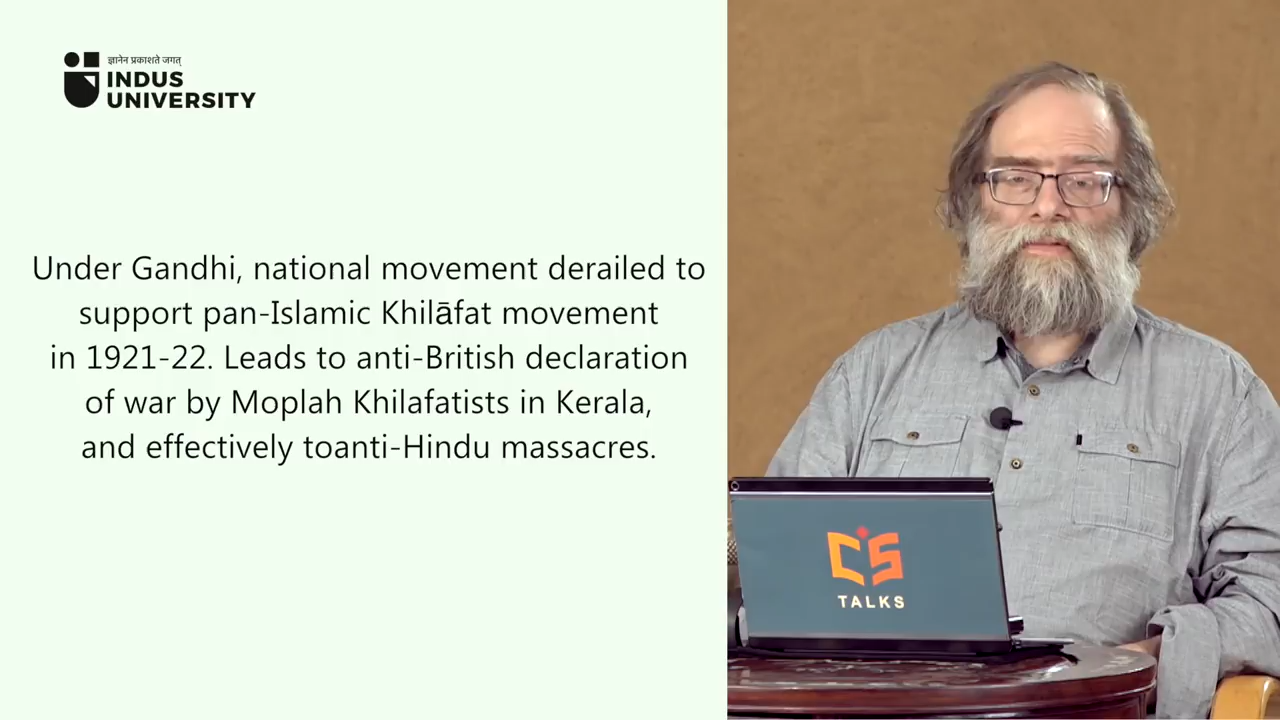 ज्ञानेन प्रकाशते जगत्
INDUS
UNIVERSITY
Under Gandhi, national movement derailed to
support pan-Islamic Khilāfat movement
in 1921-22. Leads to anti-British declaration
of war by Moplah Khilafatists in Kerala,
and effectively toanti-Hindu massacres.
CIS
TALKS